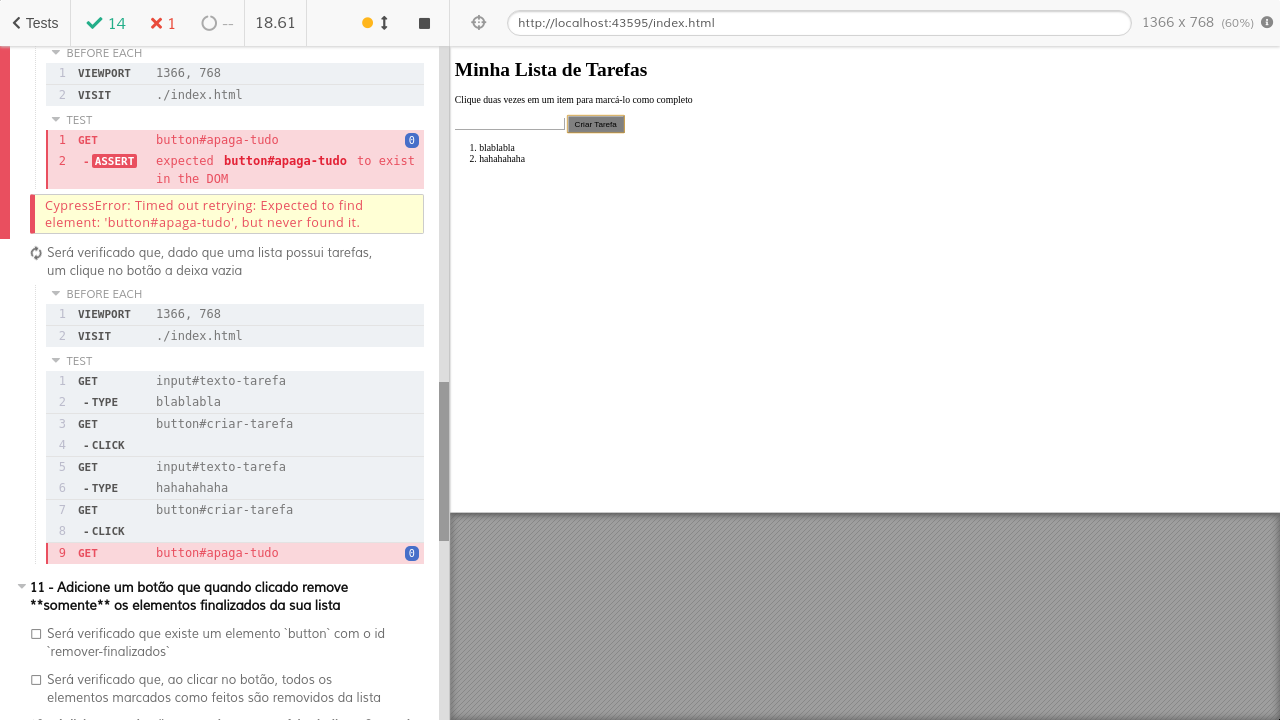 Tests 14 1 -- 18.61
http://localhost:43595/index.html 1366 x 768 (60%)
BEFORE EACH
1 VIEWPORT 1366, 768
2 VISIT ./index.html
TEST
1 GET button#apaga-tudo 0
2 -ASSERT expected button#apaga-tudo to exist
in the DOM
CypressError: Timed out retrying: Expected to find
element: 'button#apaga-tudo', but never found it.
Será verificado que, dado que uma lista possui tarefas,
um clique no botão a deixa vazia
BEFORE EACH
1 VIEWPORT 1366, 768
2 VISIT ./index.html
TEST
1 GET input#texto-tarefa
2 -TYPE blablabla
3 GET button#criar-tarefa
4 -CLICK
5 GET input#texto-tarefa
6 -TYPE hahahahaha
7 GET button#criar-tarefa
8 -CLICK
9 GET button#apaga-tudo 0
11 - Adicione um botão que quando clicado remove
**somente** os elementos finalizados da sua lista
Será verificado que existe um elemento `button` com o id
`remover-finalizados`
Será verificado que, ao clicar no botão, todos os
elementos marcados como feitos são removidos da lista
Minha Lista de Tarefas
Clique duas vezes em um item para marcá-lo como completo
Criar Tarefa
1. blablabla
2. hahahahaha